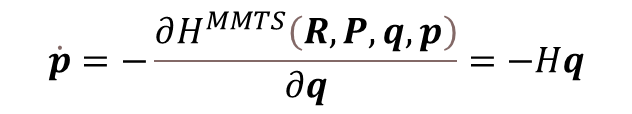 ṗ = − ∂H^{MMTS}(R, P, q, p) / ∂q = −Hq